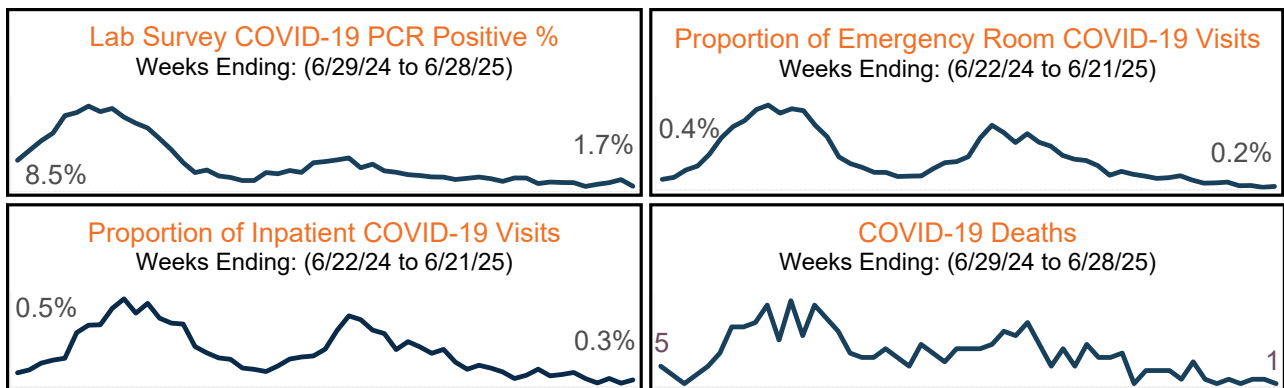 Lab Survey COVID-19 PCR Positive %
Weeks Ending: (6/29/24 to 6/28/25)
8.5%
1.7%
Proportion of Emergency Room COVID-19 Visits
Weeks Ending: (6/22/24 to 6/21/25)
0.4%
0.2%
Proportion of Inpatient COVID-19 Visits
Weeks Ending: (6/22/24 to 6/21/25)
0.5%
0.3%
COVID-19 Deaths
Weeks Ending: (6/29/24 to 6/28/25)
5
1